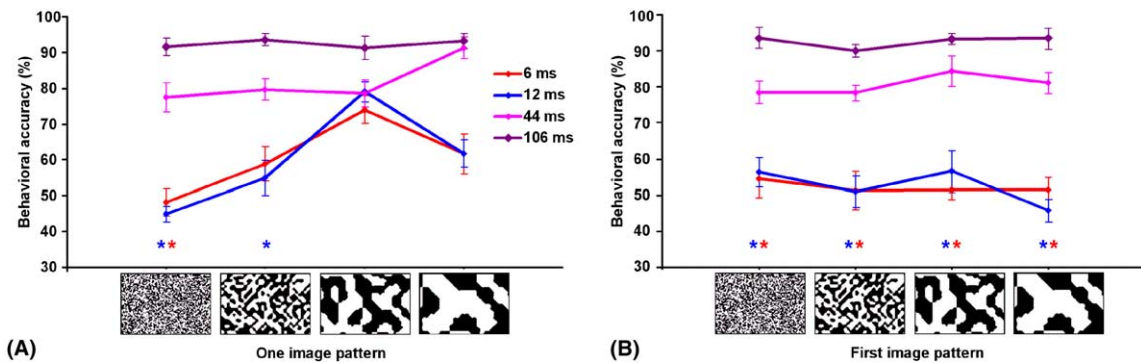 100
90
80
70
60
50
40
30
Behavioral accuracy (%)
6 ms
12 ms
44 ms
106 ms
* *
*
(A)
One image pattern
100
90
80
70
60
50
40
30
Behavioral accuracy (%)
* *
* *
* *
* *
(B)
First image pattern